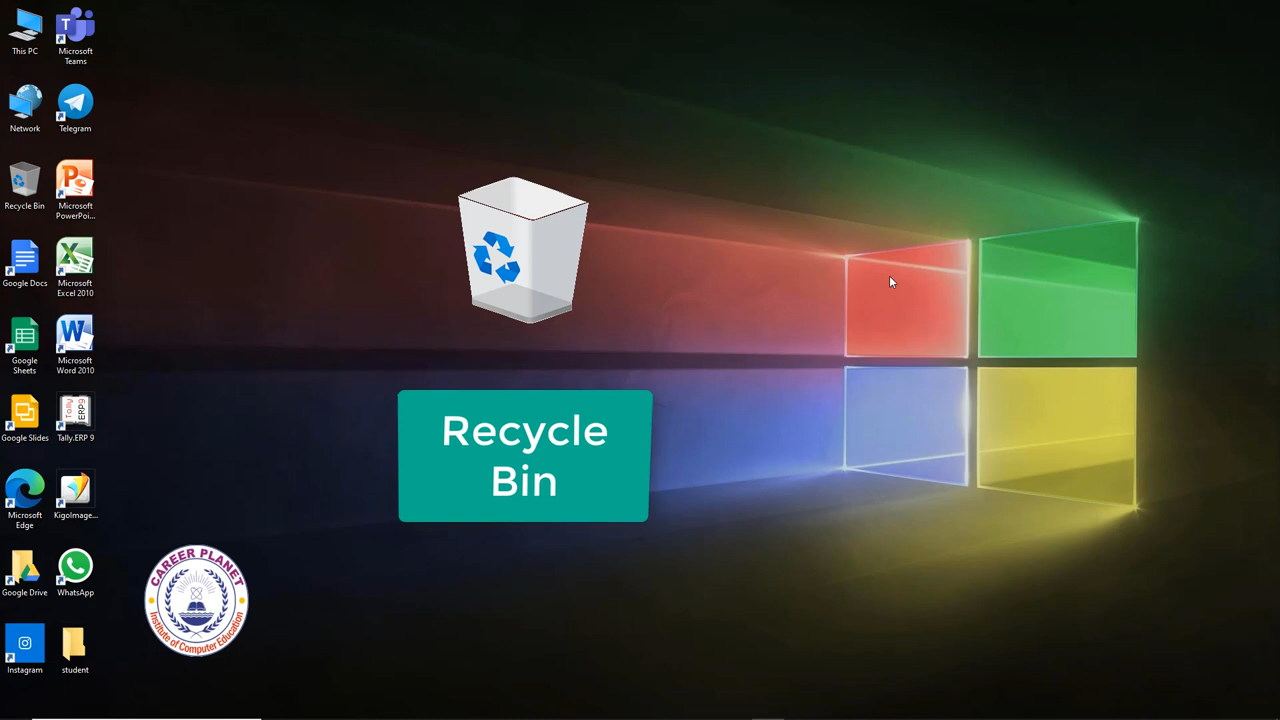 This PC
Microsoft
Teams
Network
Telegram
Recycle Bin
Microsoft
PowerPoi...
Google Docs
Microsoft
Excel 2010
Google
Sheets
Microsoft
Word 2010
Google Slides
Tally
ERP9
Tally.ERP 9
Microsoft
Edge
KigoImage...
Google Drive
WhatsApp
Instagram
student
Recycle
Bin
CAREER PLANET
Institute of Computer Education